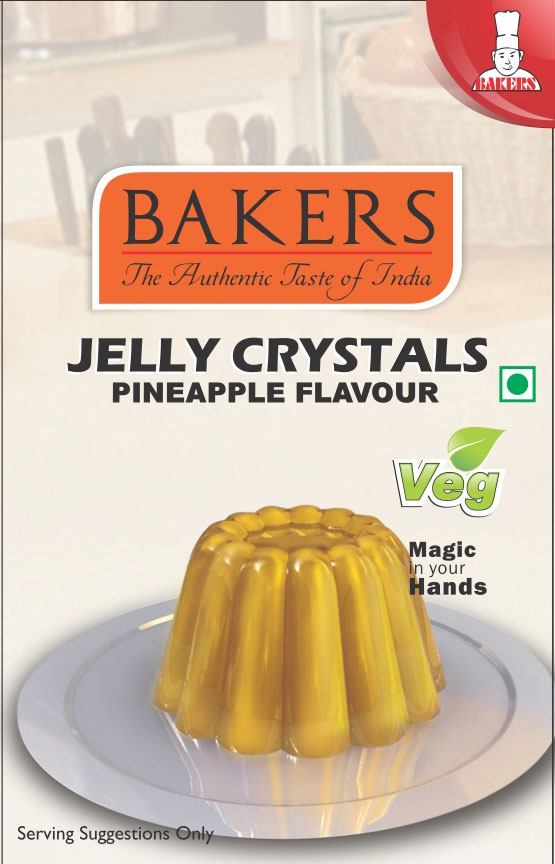 BAKERS
BAKERS
The Authentic Taste of India
JELLY CRYSTALS
PINEAPPLE FLAVOUR
Veg
Magic
in your
Hands
Serving Suggestions Only